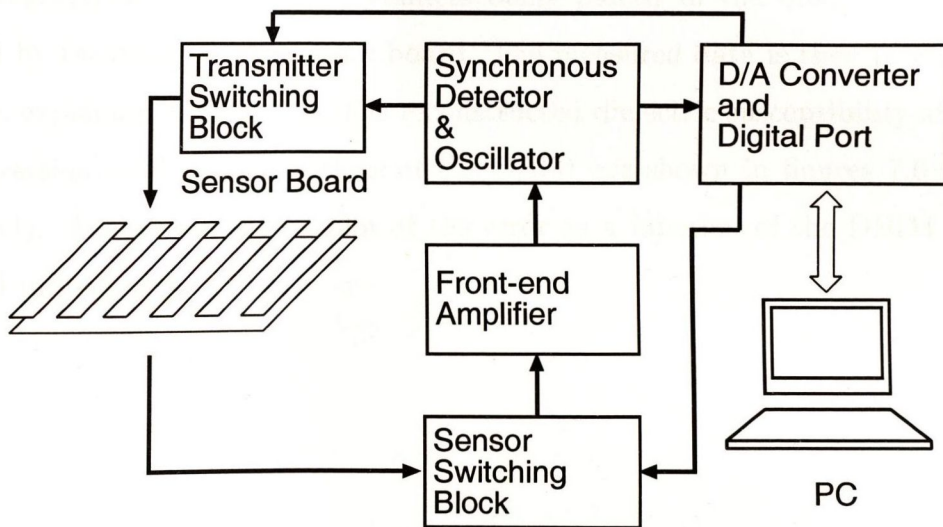 Transmitter
Switching
Block
Synchronous
Detector
&
Oscillator
D/A Converter
and
Digital Port
Sensor Board
Front-end
Amplifier
Sensor
Switching
Block
PC